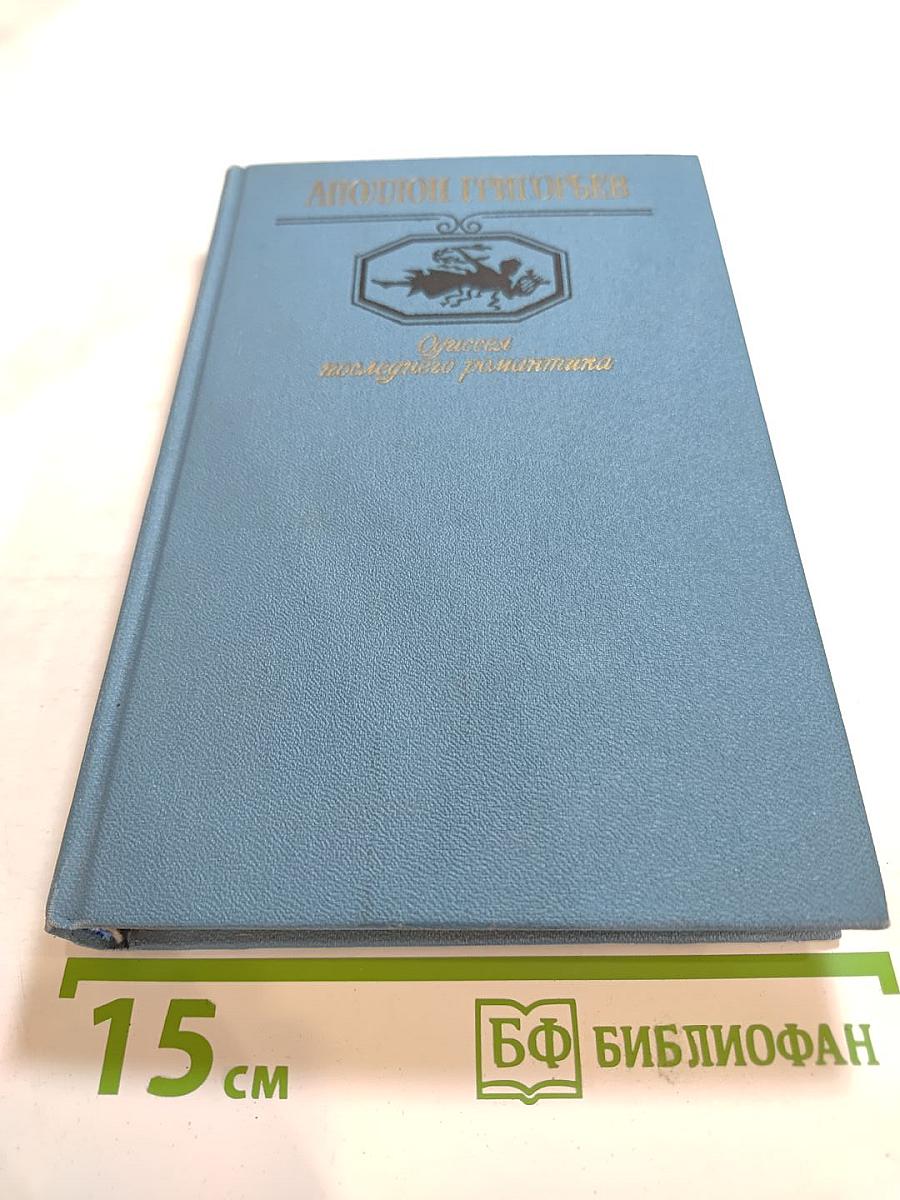 АПОЛЛОН ГРИГОРЬЕВ
Одиссея
последнего романтика
15 см
БФ БИБЛИОФАН